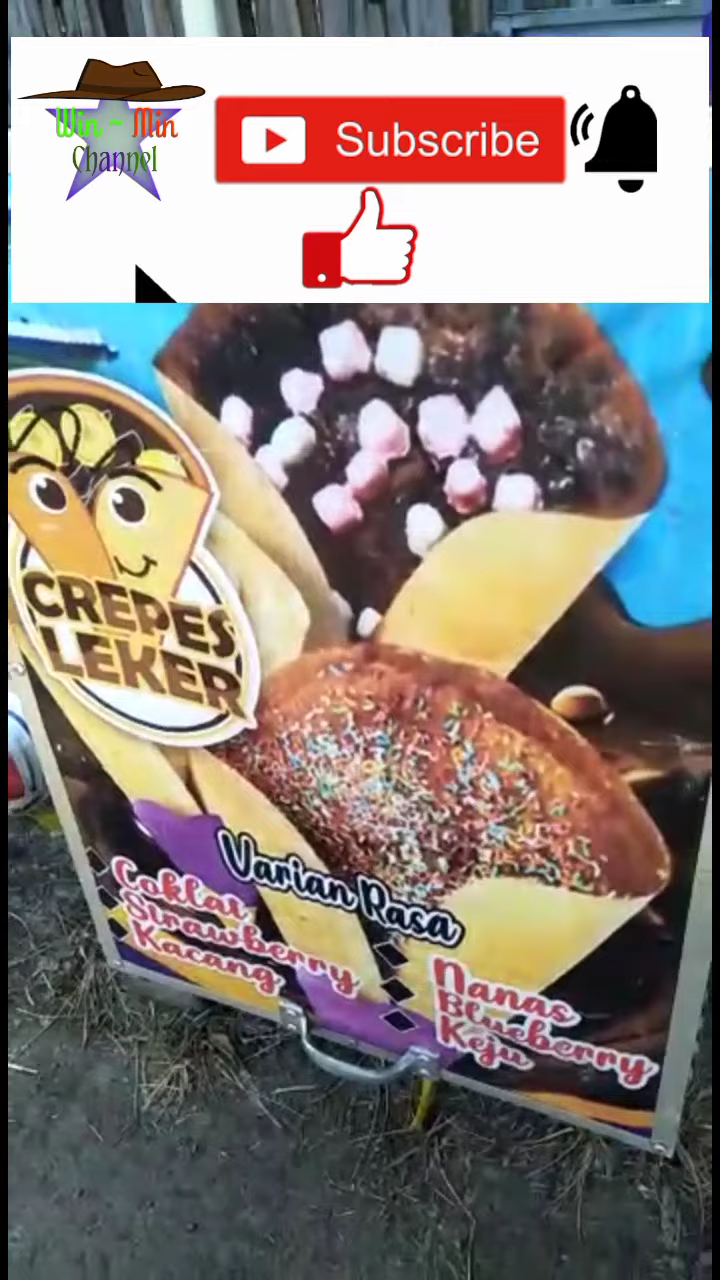 Win - Min
Channel
Subscribe
CREPES
LEKER
Varian Rasa
Coklat
Strawberry
Kacang
Nanas
Blueberry
Keju